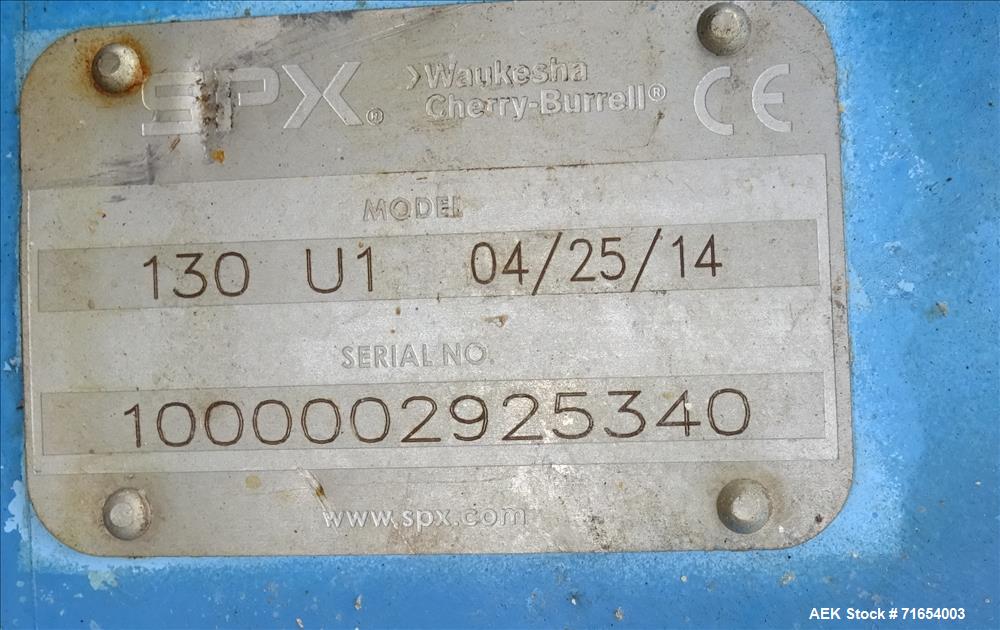 SPX® Waukesha
Cherry-Burrell® CE
MODEL
130 U1 04/25/14
SERIAL NO.
1000002925340
www.spx.com
AEK Stock # 71654003